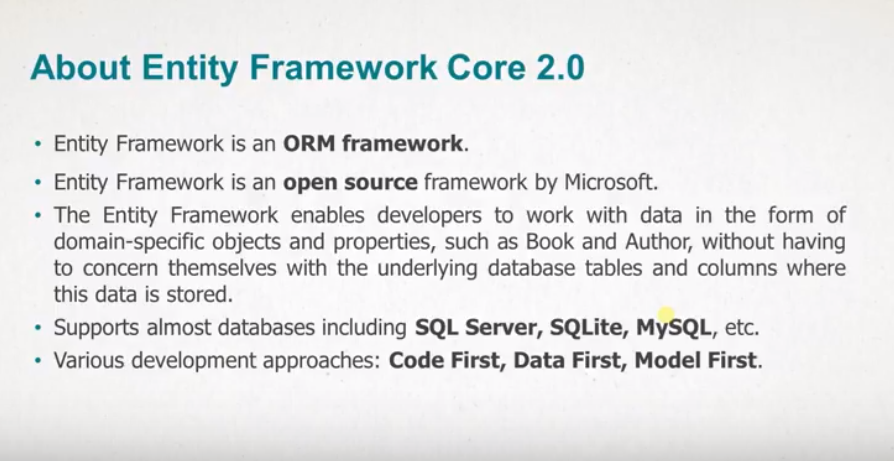 About Entity Framework Core 2.0
• Entity Framework is an ORM framework.
• Entity Framework is an open source framework by Microsoft.
• The Entity Framework enables developers to work with data in the form of
domain-specific objects and properties, such as Book and Author, without having
to concern themselves with the underlying database tables and columns where
this data is stored.
• Supports almost databases including SQL Server, SQLite, MySQL, etc.
• Various development approaches: Code First, Data First, Model First.